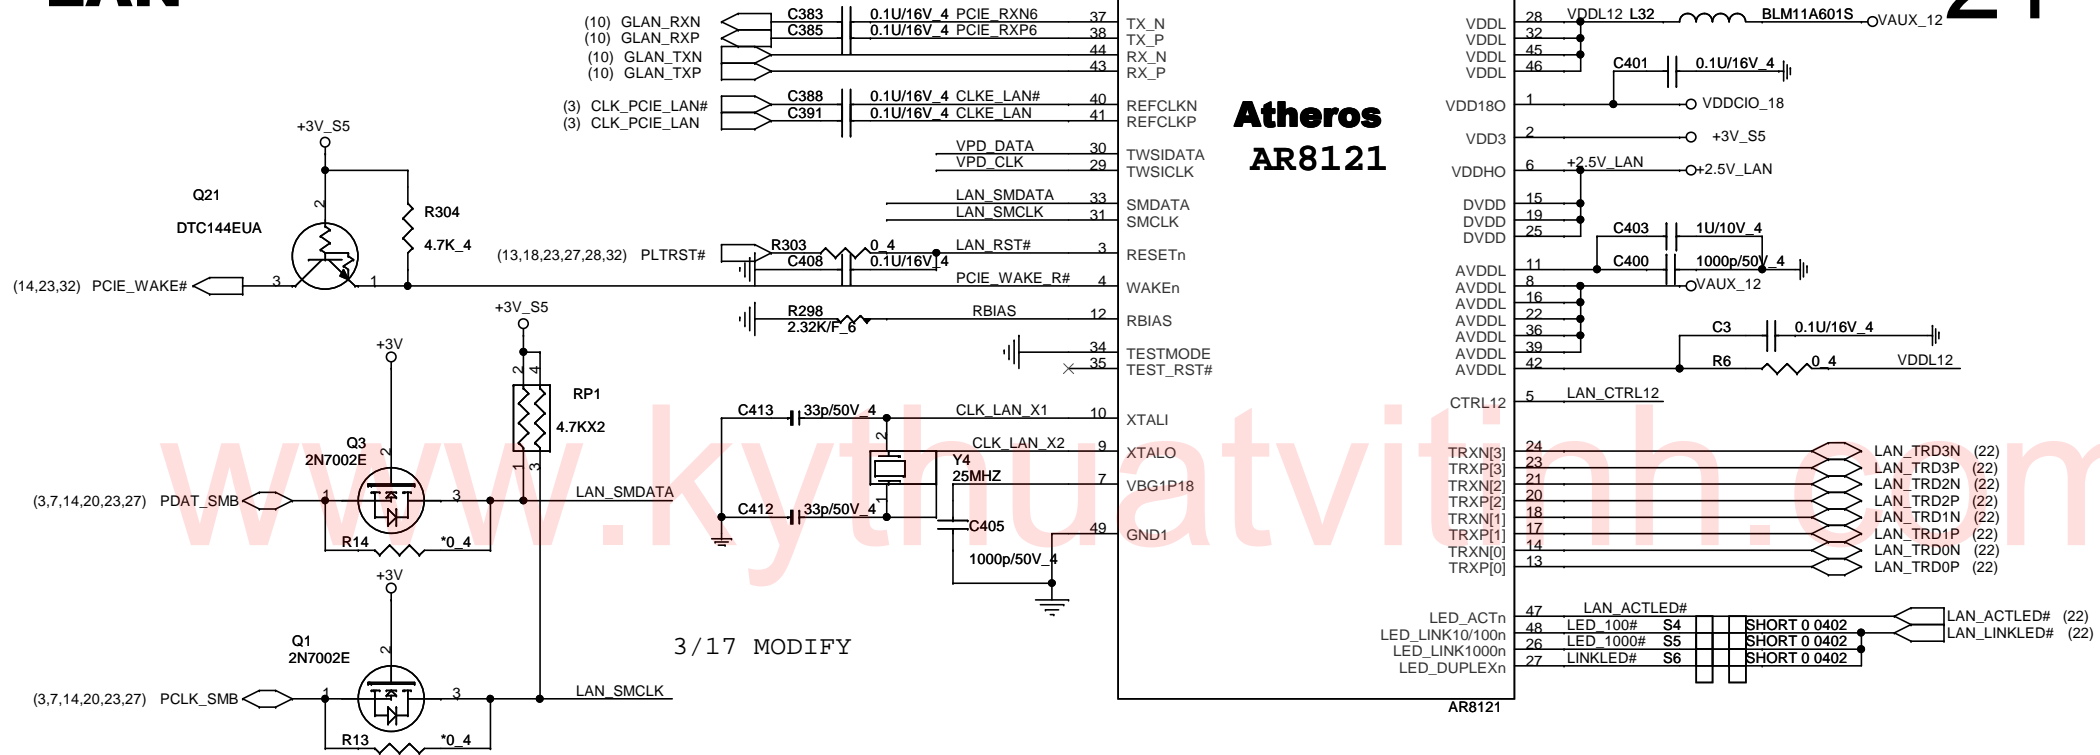 LAN
(10) GLAN_RXN C383 0.1U/16V_4 PCIE_RXN6 37 TX_N
(10) GLAN_RXP C385 0.1U/16V_4 PCIE_RXP6 38 TX_P
(10) GLAN_TXN 44 RX_N
(10) GLAN_TXP 43 RX_P
(3) CLK_PCIE_LAN# C388 0.1U/16V_4 CLKE_LAN# 40 REFCLKN
(3) CLK_PCIE_LAN C391 0.1U/16V_4 CLKE_LAN 41 REFCLKP
VPD_DATA 30 TWSIDATA
VPD_CLK 29 TWSICLK
LAN_SMDATA 33 SMDATA
LAN_SMCLK 31 SMCLK
(13,18,23,27,28,32) PLTRST# R303 0_4 LAN_RST# 3 RESETn
C408 0.1U/16V_4
PCIE_WAKE_R# 4 WAKEn
R298 RBIAS 12 RBIAS
2.32K/F_6
34 TESTMODE
35 TEST_RST#
C413 33p/50V_4 CLK_LAN_X1 10 XTALI
2
CLK_LAN_X2 9 XTALO
Y4
25MHZ
7 VBG1P18
1
C412 33p/50V_4
C405
49 GND1
1000p/50V_4
+3V_S5
Q21
2
DTC144EUA
R304
4.7K_4
(14,23,32) PCIE_WAKE# 3 1
+3V_S5
+3V
2 4
RP1
4.7KX2
Q3
2N7002E
2
1 3
(3,7,14,20,23,27) PDAT_SMB 1 3 LAN_SMDATA
R14 *0_4
+3V
Q1
2N7002E
2
3/17 MODIFY
(3,7,14,20,23,27) PCLK_SMB 1 3 LAN_SMCLK
R13 *0_4
Atheros
AR8121
VDDL 28 VDDL12 L32 BLM11A601S VAUX_12
VDDL 32
VDDL 45
VDDL 46
C401 0.1U/16V_4
VDD18O 1 VDDCIO_18
VDD3 2 +3V_S5
VDDHO 6 +2.5V_LAN +2.5V_LAN
DVDD 15
DVDD 19
DVDD 25
C403 1U/10V_4
AVDDL 11 C400 1000p/50V_4
AVDDL 8 VAUX_12
AVDDL 16
AVDDL 22
AVDDL 36
AVDDL 39
C3 0.1U/16V_4
AVDDL 42 R6 0_4 VDDL12
CTRL12 5 LAN_CTRL12
TRXN[3] 24 LAN_TRD3N (22)
TRXP[3] 23 LAN_TRD3P (22)
TRXN[2] 21 LAN_TRD2N (22)
TRXP[2] 20 LAN_TRD2P (22)
TRXN[1] 18 LAN_TRD1N (22)
TRXP[1] 17 LAN_TRD1P (22)
TRXN[0] 14 LAN_TRD0N (22)
TRXP[0] 13 LAN_TRD0P (22)
LED_ACTn 47 LAN_ACTLED# LAN_ACTLED# (22)
LED_LINK10/100n 48 LED_100# S4 SHORT 0 0402 LAN_LINKLED# (22)
LED_LINK1000n 26 LED_1000# S5 SHORT 0 0402
LED_DUPLEXn 27 LINKLED# S6 SHORT 0 0402
AR8121
www.kythuatvitinh.com